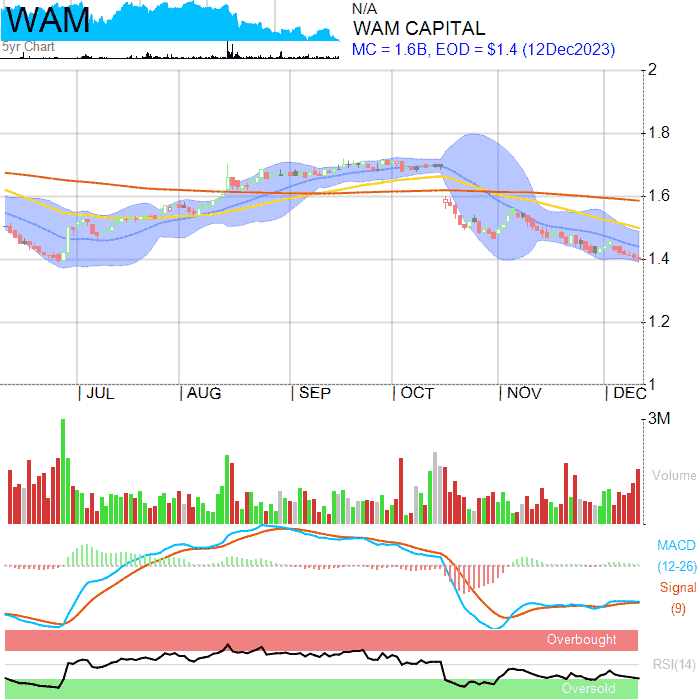 WAM
5yr Chart
N/A
WAM CAPITAL
MC = 1.6B, EOD = $1.4 (12Dec2023)
2
1.8
1.6
1.4
1.2
1
| JUL | AUG | SEP | OCT | NOV | DEC
3M
Volume
MACD
(12-26)
Signal
(9)
Overbought
RSI(14)
Oversold